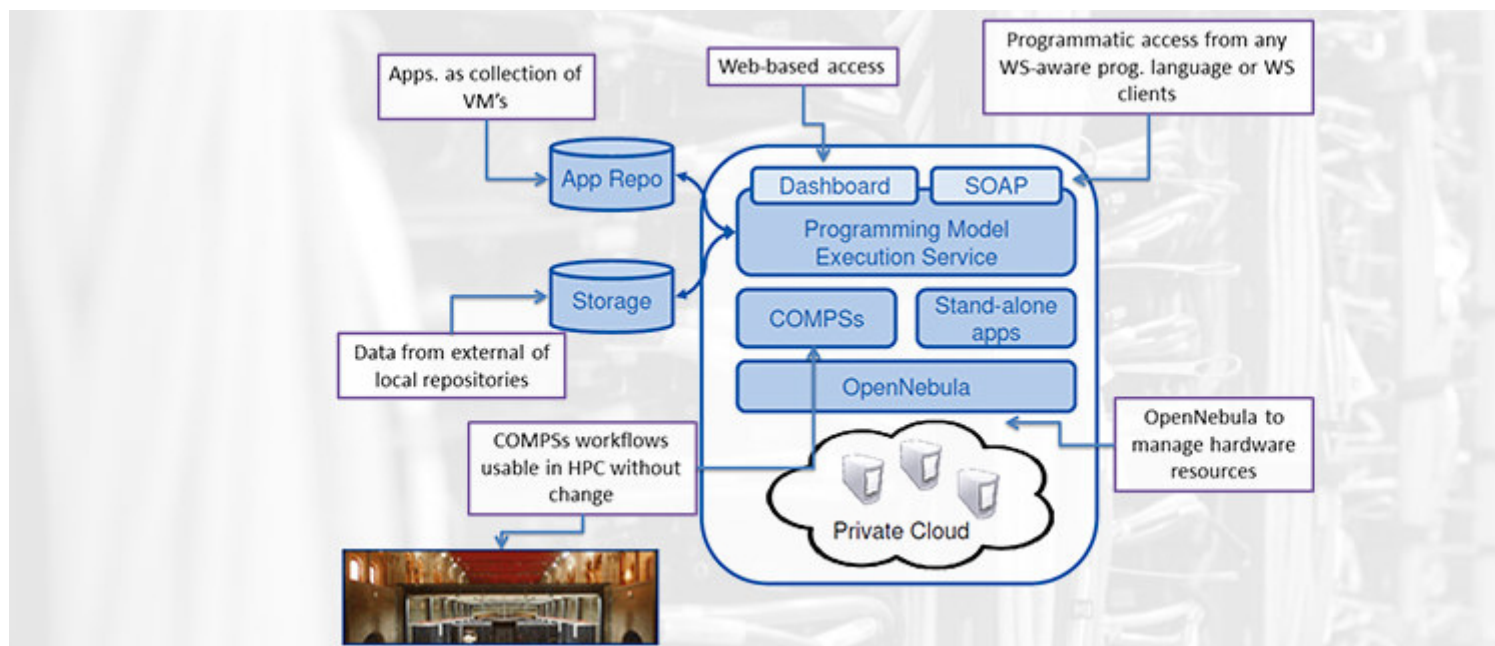 Apps. as collection of
VM's
Web-based access
Programmatic access from any
WS-aware prog. language or WS
clients
App Repo
Dashboard
SOAP
Programming Model
Execution Service
Storage
COMPSs
Stand-alone
apps
Data from external of
local repositories
OpenNebula
COMPSs workflows
usable in HPC without
change
OpenNebula to
manage hardware
resources
Private Cloud